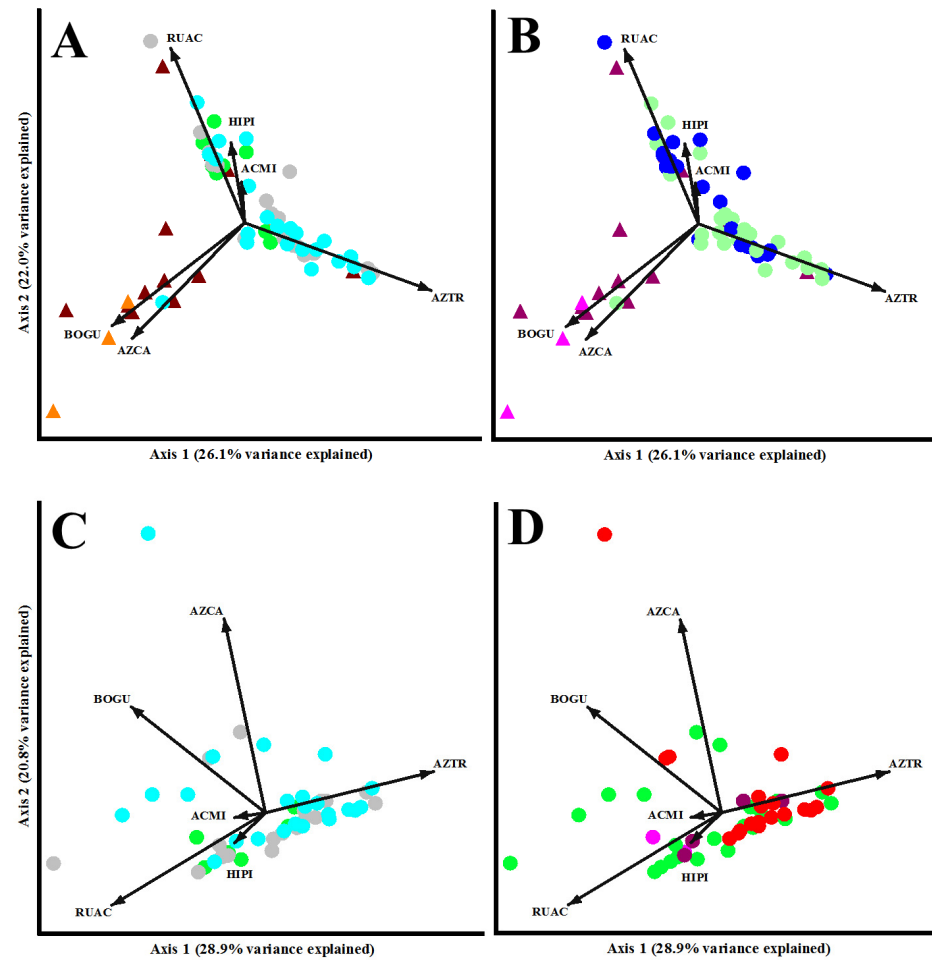 A
RUAC
HIPI
ACMI
AZTR
BOGU
AZCA
Axis 2 (22.0% variance explained)
Axis 1 (26.1% variance explained)
B
RUAC
HIPI
ACMI
AZTR
BOGU
AZCA
Axis 1 (26.1% variance explained)
C
AZCA
BOGU
AZTR
ACMI
HIPI
RUAC
Axis 2 (20.8% variance explained)
Axis 1 (28.9% variance explained)
D
AZCA
BOGU
AZTR
ACMI
HIPI
RUAC
Axis 1 (28.9% variance explained)